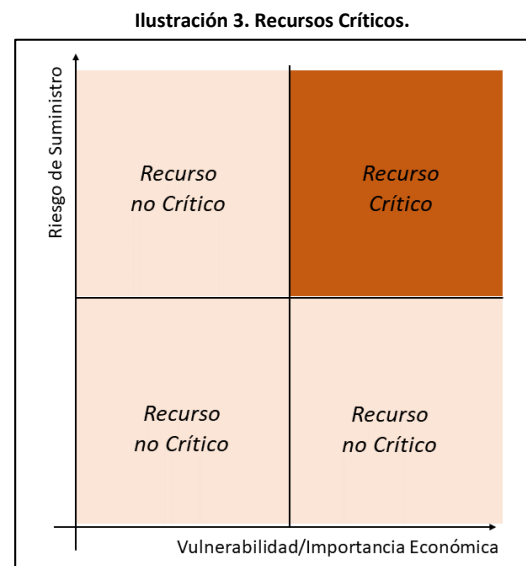 Ilustración 3. Recursos Críticos.
Riesgo de Suministro
Recurso
no Crítico
Recurso
Crítico
Recurso
no Crítico
Recurso
no Crítico
Vulnerabilidad/Importancia Económica